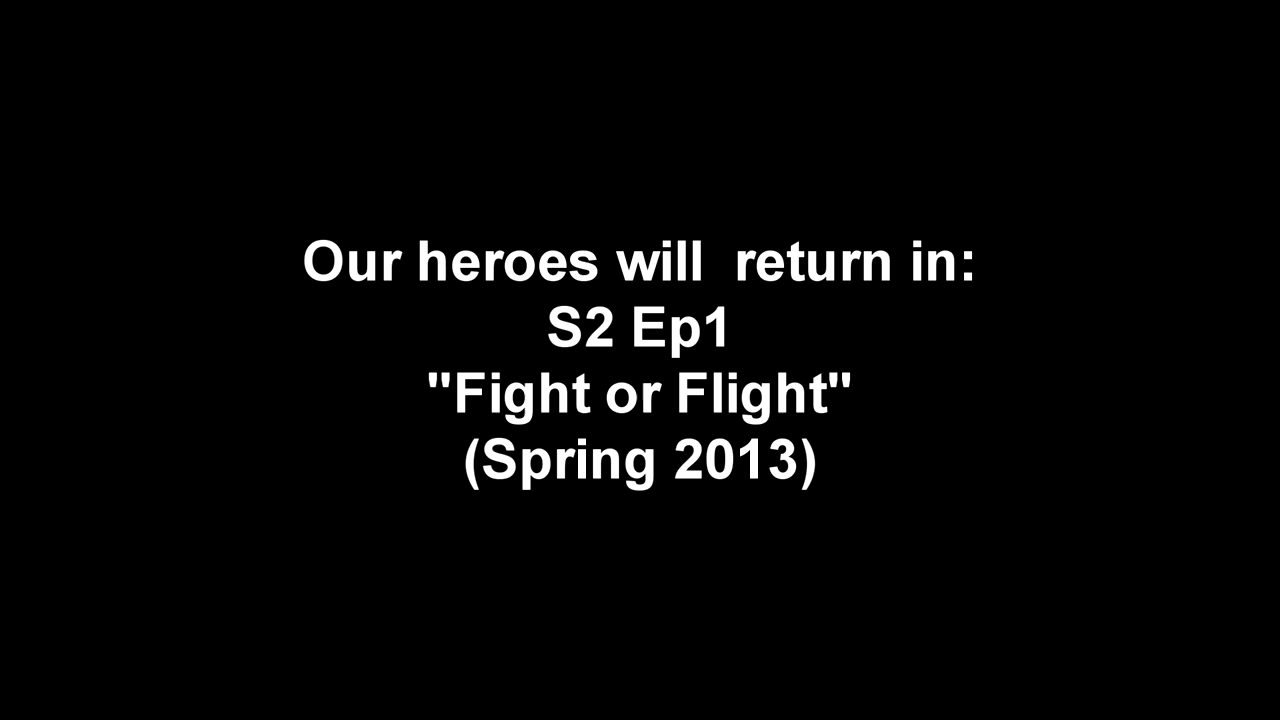 Our heroes will  return in:
S2 Ep1
"Fight or Flight"
(Spring 2013)